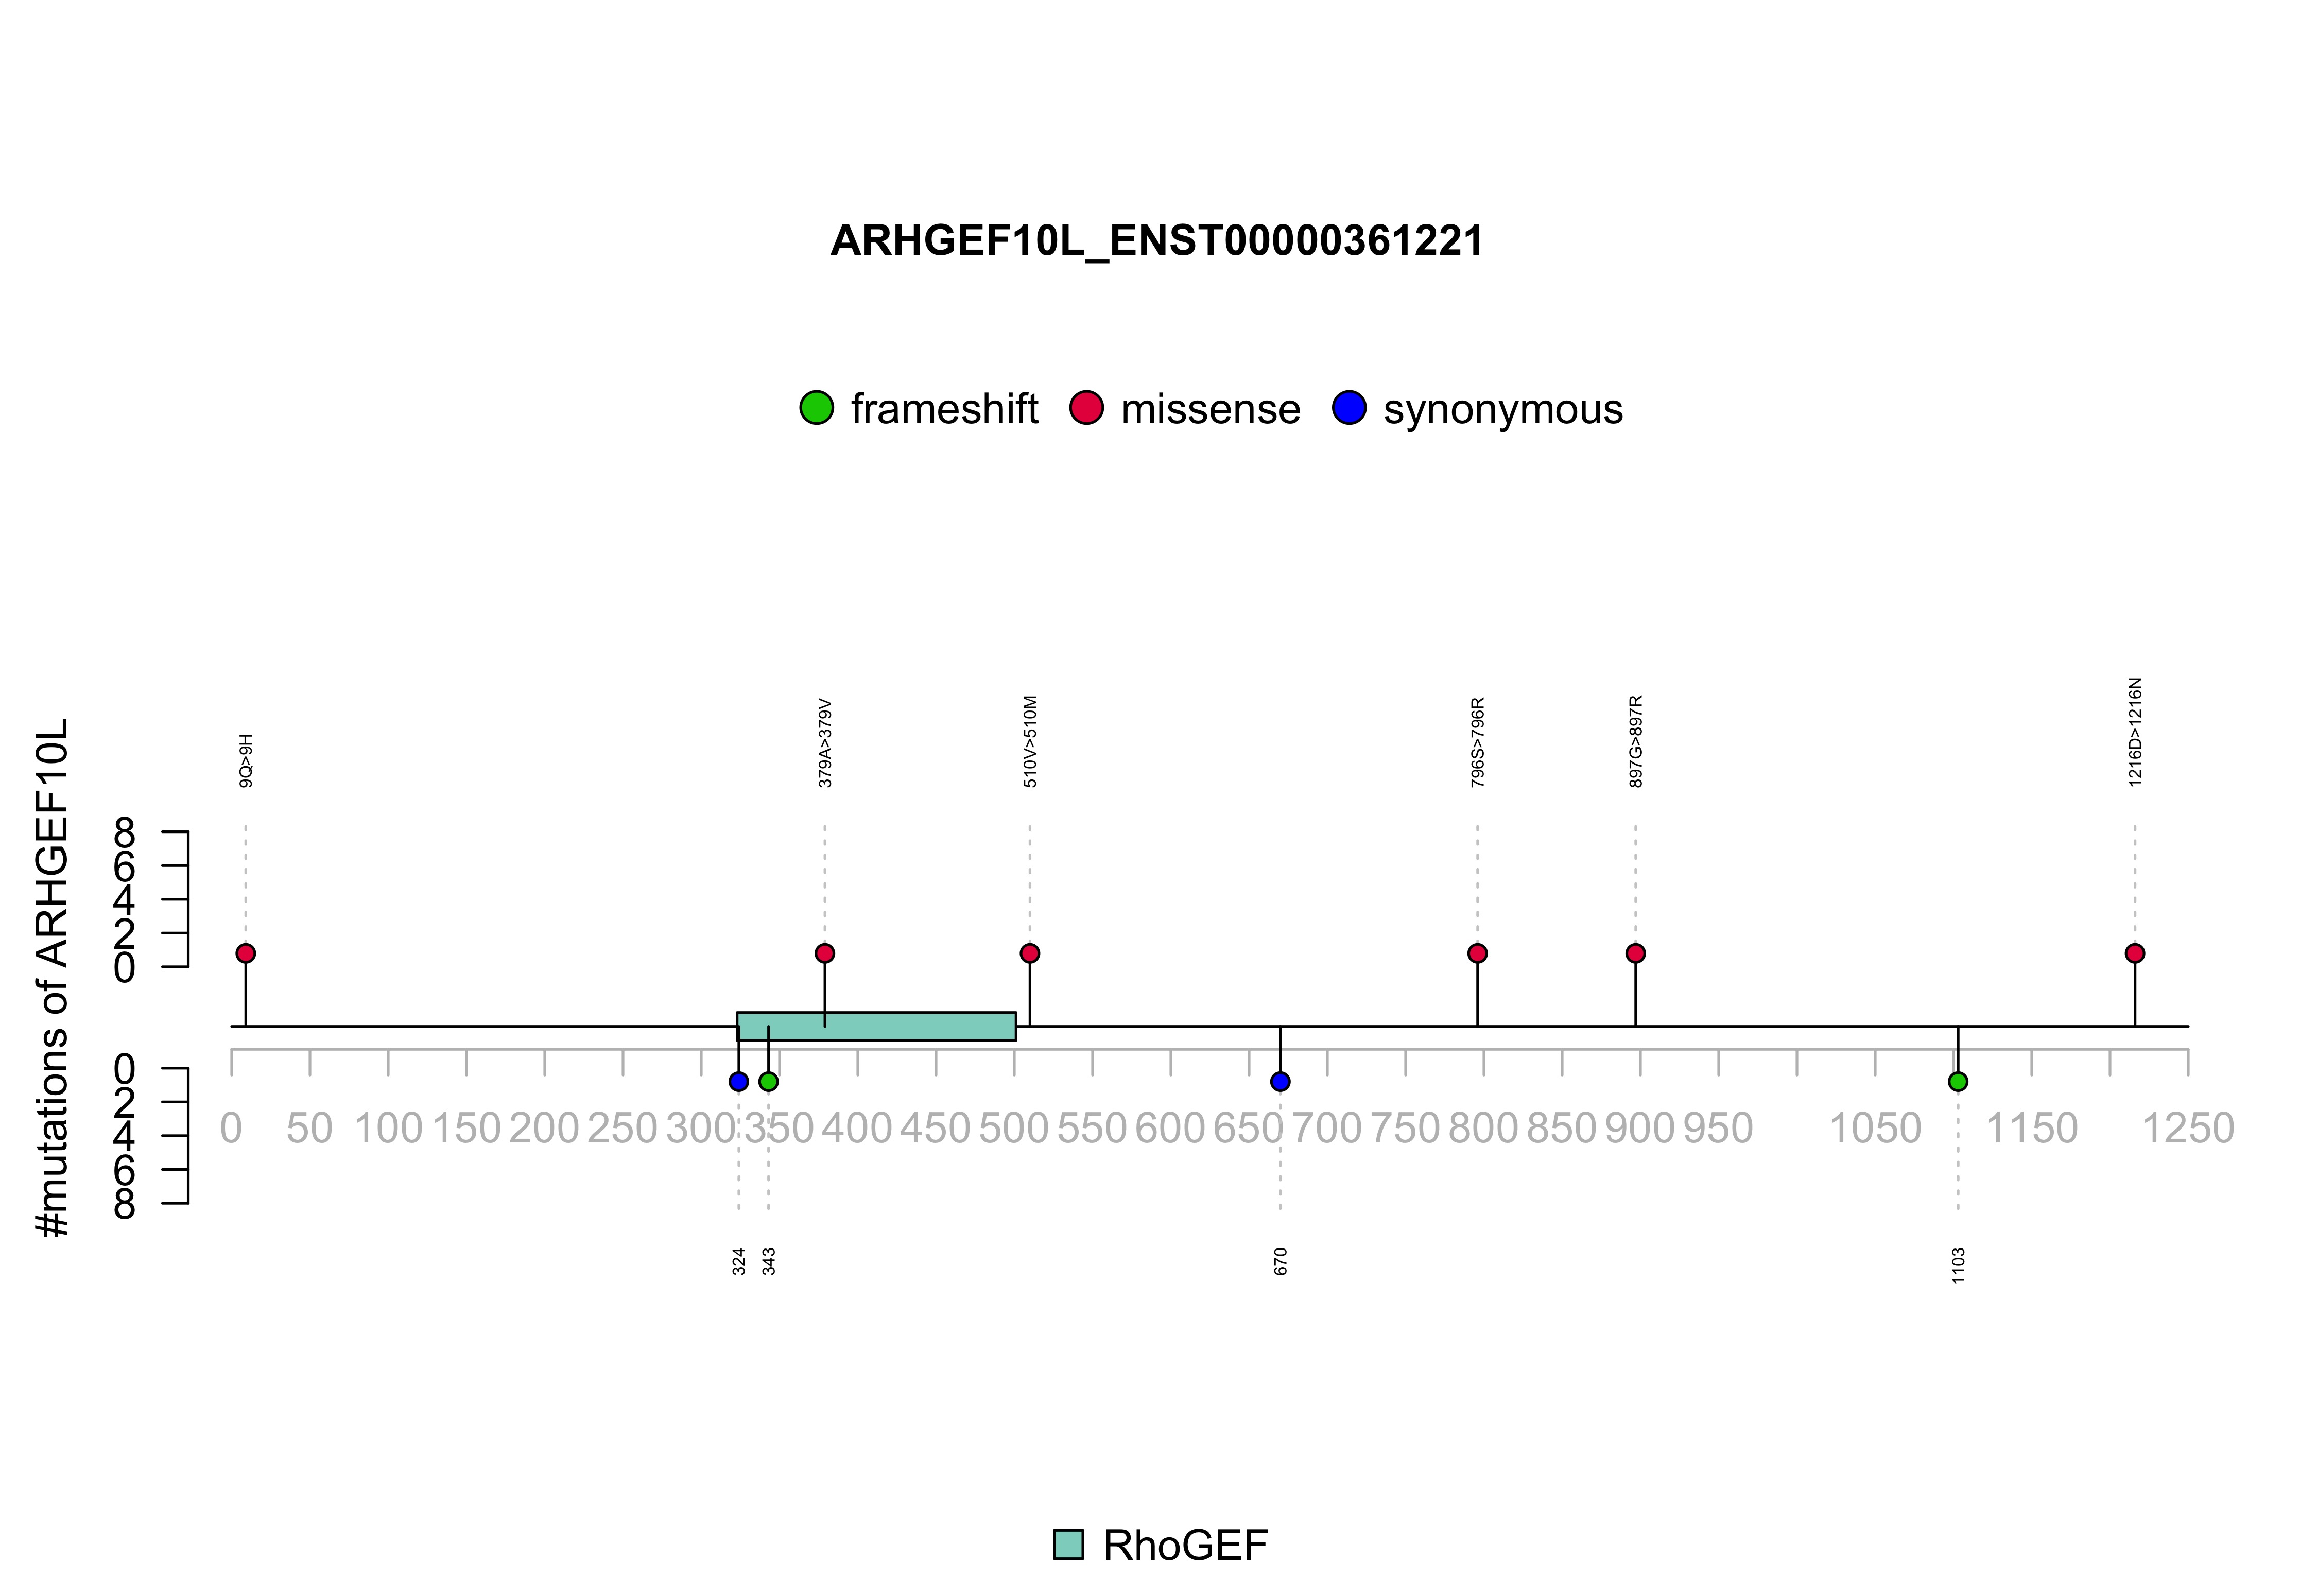 ARHGEF10L_ENST00000361221
frameshift missense synonymous
9Q>9H 379A>379V 510V>510M 796S>796R 897G>897R 1216D>1216N
#mutations of ARHGEF10L
8
6
4
2
0
0
2
4
6
8
0 50 100 150 200 250 300 350 400 450 500 550 600 650 700 750 800 850 900 950 1050 1150 1250
324 343 670 1103
RhoGEF